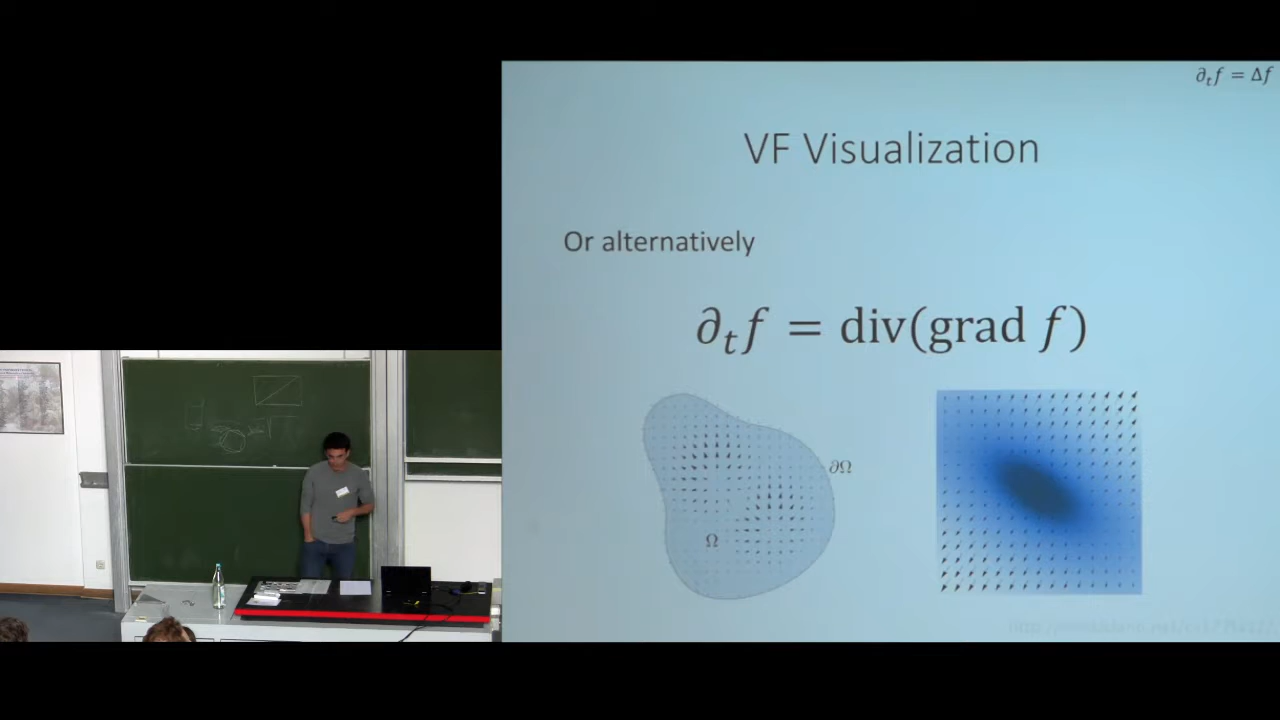 ∂ₜf = Δf
VF Visualization
Or alternatively
∂ₜf = div(grad f)
∂Ω
Ω